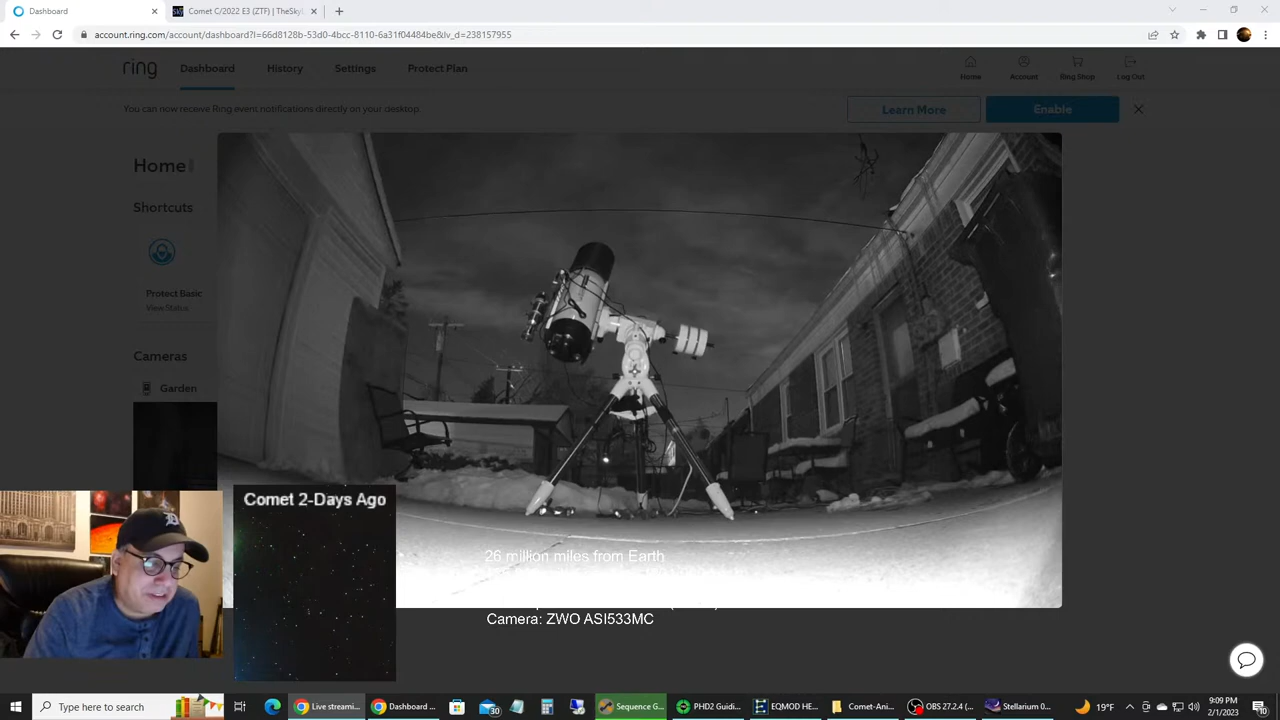 Dashboard
Comet C/2022 E3 (ZTF) | TheSkyL
account.ring.com/account/dashboard?l=66d8128b-53d0-4bcc-8110-6a31f04484be&lv_d=238157955
ring
Dashboard
History
Settings
Protect Plan
Home
Account
Ring Shop
Log Out
You can now receive Ring event notifications directly on your desktop.
Learn More
Enable
Home
Shortcuts
Protect Basic
View Status
Cameras
Garden
Comet 2-Days Ago
26 million miles from Earth
Camera: ZWO ASI533MC
Type here to search
Live streami...
Dashboard ...
30
Sequence G...
PHD2 Guidi...
EQMOD HE...
Comet-Ani...
OBS 27.2.4 (...
Stellarium 0...
19°F
9:09 PM
2/1/2023